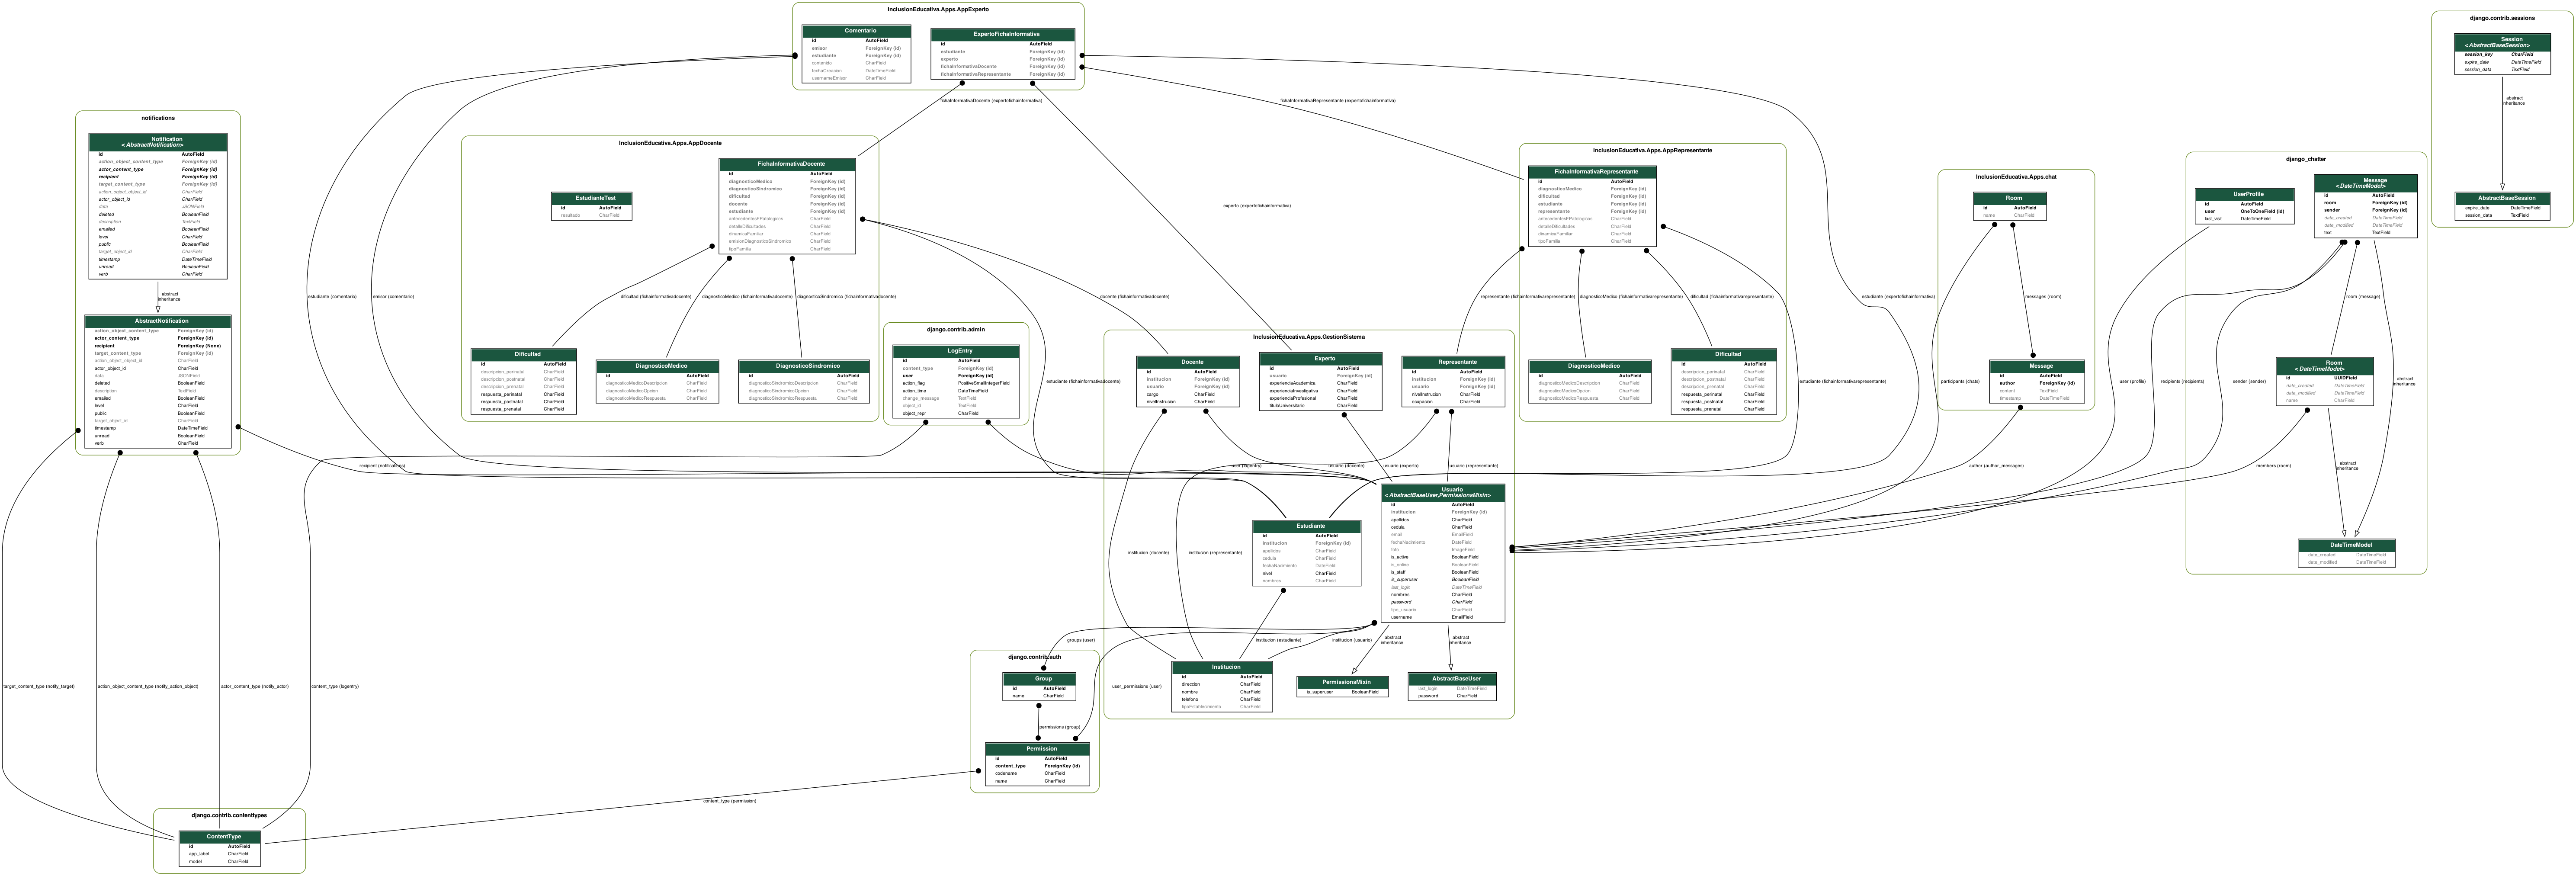 InclusionEducativa.Apps.AppExperto
Comentario
id AutoField
emisor ForeignKey (id)
estudiante ForeignKey (id)
contenido CharField
fechaCreacion DateTimeField
usernameEmisor CharField
ExpertoFichaInformativa
id AutoField
estudiante ForeignKey (id)
experto ForeignKey (id)
fichaInformativaDocente ForeignKey (id)
fichaInformativaRepresentante ForeignKey (id)
django.contrib.sessions
Session
<AbstractBaseSession>
session_key CharField
expire_date DateTimeField
session_data TextField
abstract
inheritance
AbstractBaseSession
expire_date DateTimeField
session_data TextField
fichaInformativaDocente (expertofichainformativa)
fichaInformativaRepresentante (expertofichainformativa)
notifications
Notification
<AbstractNotification>
id AutoField
action_object_content_type ForeignKey (id)
actor_content_type ForeignKey (id)
recipient ForeignKey (id)
target_content_type ForeignKey (id)
action_object_object_id CharField
actor_object_id CharField
data JSONField
deleted BooleanField
description TextField
emailed BooleanField
level CharField
public BooleanField
target_object_id CharField
timestamp DateTimeField
unread BooleanField
verb CharField
abstract
inheritance
AbstractNotification
action_object_content_type ForeignKey (id)
actor_content_type ForeignKey (id)
recipient ForeignKey (None)
target_content_type ForeignKey (id)
action_object_object_id CharField
actor_object_id CharField
data JSONField
deleted BooleanField
description TextField
emailed BooleanField
level CharField
public BooleanField
target_object_id CharField
timestamp DateTimeField
unread BooleanField
verb CharField
InclusionEducativa.Apps.AppDocente
EstudianteTest
id AutoField
resultado CharField
FichaInformativaDocente
id AutoField
diagnosticoMedico ForeignKey (id)
diagnosticoSindromico ForeignKey (id)
dificultad ForeignKey (id)
docente ForeignKey (id)
estudiante ForeignKey (id)
antecedentesFPatologicos CharField
detalleDificultades CharField
dinamicaFamiliar CharField
emisionDiagnosticoSindromico CharField
tipoFamilia CharField
dificultad (fichainformativadocente)
diagnosticoMedico (fichainformativadocente)
diagnosticoSindromico (fichainformativadocente)
Dificultad
id AutoField
descripcion_perinatal CharField
descripcion_postnatal CharField
descripcion_prenatal CharField
respuesta_perinatal CharField
respuesta_postnatal CharField
respuesta_prenatal CharField
DiagnosticoMedico
id AutoField
diagnosticoMedicoDescripcion CharField
diagnosticoMedicoOpcion CharField
diagnosticoMedicoRespuesta CharField
DiagnosticoSindromico
id AutoField
diagnosticoSindromicoDescripcion CharField
diagnosticoSindromicoOpcion CharField
diagnosticoSindromicoRespuesta CharField
estudiante (comentario)
emisor (comentario)
docente (fichainformativadocente)
experto (expertofichainformativa)
estudiante (fichainformativadocente)
django.contrib.admin
LogEntry
id AutoField
content_type ForeignKey (id)
user ForeignKey (id)
action_flag PositiveSmallIntegerField
action_time DateTimeField
change_message TextField
object_id TextField
object_repr CharField
InclusionEducativa.Apps.AppRepresentante
FichaInformativaRepresentante
id AutoField
diagnosticoMedico ForeignKey (id)
dificultad ForeignKey (id)
estudiante ForeignKey (id)
representante ForeignKey (id)
antecedentesFPatologicos CharField
detalleDificultades CharField
dinamicaFamiliar CharField
tipoFamilia CharField
representante (fichainformativarepresentante)
diagnosticoMedico (fichainformativarepresentante)
dificultad (fichainformativarepresentante)
DiagnosticoMedico
id AutoField
diagnosticoMedicoDescripcion CharField
diagnosticoMedicoOpcion CharField
diagnosticoMedicoRespuesta CharField
Dificultad
id AutoField
descripcion_perinatal CharField
descripcion_postnatal CharField
descripcion_prenatal CharField
respuesta_perinatal CharField
respuesta_postnatal CharField
respuesta_prenatal CharField
estudiante (fichainformativarepresentante)
estudiante (expertofichainformativa)
InclusionEducativa.Apps.chat
Room
id AutoField
name CharField
messages (room)
participants (chats)
Message
id AutoField
author ForeignKey (id)
content TextField
timestamp DateTimeField
author (author_messages)
django_chatter
UserProfile
id AutoField
user OneToOneField (id)
last_visit DateTimeField
Message
<DateTimeModel>
id AutoField
room ForeignKey (id)
sender ForeignKey (id)
date_created DateTimeField
date_modified DateTimeField
text TextField
room (message)
user (profile)
recipients (recipients)
sender (sender)
abstract
inheritance
Room
<DateTimeModel>
id UUIDField
date_created DateTimeField
date_modified DateTimeField
name CharField
members (room)
abstract
inheritance
DateTimeModel
date_created DateTimeField
date_modified DateTimeField
InclusionEducativa.Apps.GestionSistema
Docente
id AutoField
institucion ForeignKey (id)
usuario ForeignKey (id)
cargo CharField
nivelInstrucion CharField
Experto
id AutoField
usuario ForeignKey (id)
experienciaAcademica CharField
experienciaInvestigativa CharField
experienciaProfesional CharField
tituloUniversitario CharField
Representante
id AutoField
institucion ForeignKey (id)
usuario ForeignKey (id)
nivelInstrucion CharField
ocupacion CharField
recipient (notifications)
user (logentry)
usuario (docente)
usuario (experto)
usuario (representante)
Usuario
<AbstractBaseUser,PermissionsMixin>
id AutoField
institucion ForeignKey (id)
apellidos CharField
cedula CharField
email EmailField
fechaNacimiento DateField
foto ImageField
is_active BooleanField
is_online BooleanField
is_staff BooleanField
is_superuser BooleanField
last_login DateTimeField
nombres CharField
password CharField
tipo_usuario CharField
username EmailField
Estudiante
id AutoField
institucion ForeignKey (id)
apellidos CharField
cedula CharField
fechaNacimiento DateField
nivel CharField
nombres CharField
institucion (docente)
institucion (representante)
institucion (estudiante)
institucion (usuario)
abstract
inheritance
abstract
inheritance
Institucion
id AutoField
direccion CharField
nombre CharField
telefono CharField
tipoEstablecimiento CharField
PermissionsMixin
is_superuser BooleanField
AbstractBaseUser
last_login DateTimeField
password CharField
groups (user)
user_permissions (user)
django.contrib.auth
Group
id AutoField
name CharField
permissions (group)
Permission
id AutoField
content_type ForeignKey (id)
codename CharField
name CharField
target_content_type (notify_target)
action_object_content_type (notify_action_object)
actor_content_type (notify_actor)
content_type (logentry)
content_type (permission)
django.contrib.contenttypes
ContentType
id AutoField
app_label CharField
model CharField